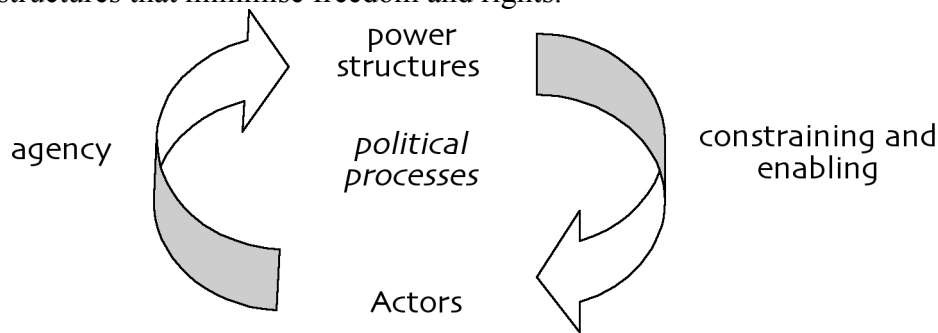 structures that minimise freedom and rights.
power
structures
agency
political
processes
constraining and
enabling
Actors